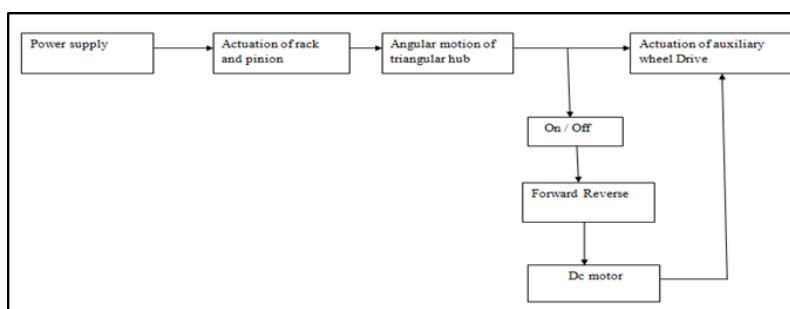 Power supply
Actuation of rack
and pinion
Angular motion of
triangular hub
Actuation of auxiliary
wheel Drive
On / Off
Forward Reverse
Dc motor